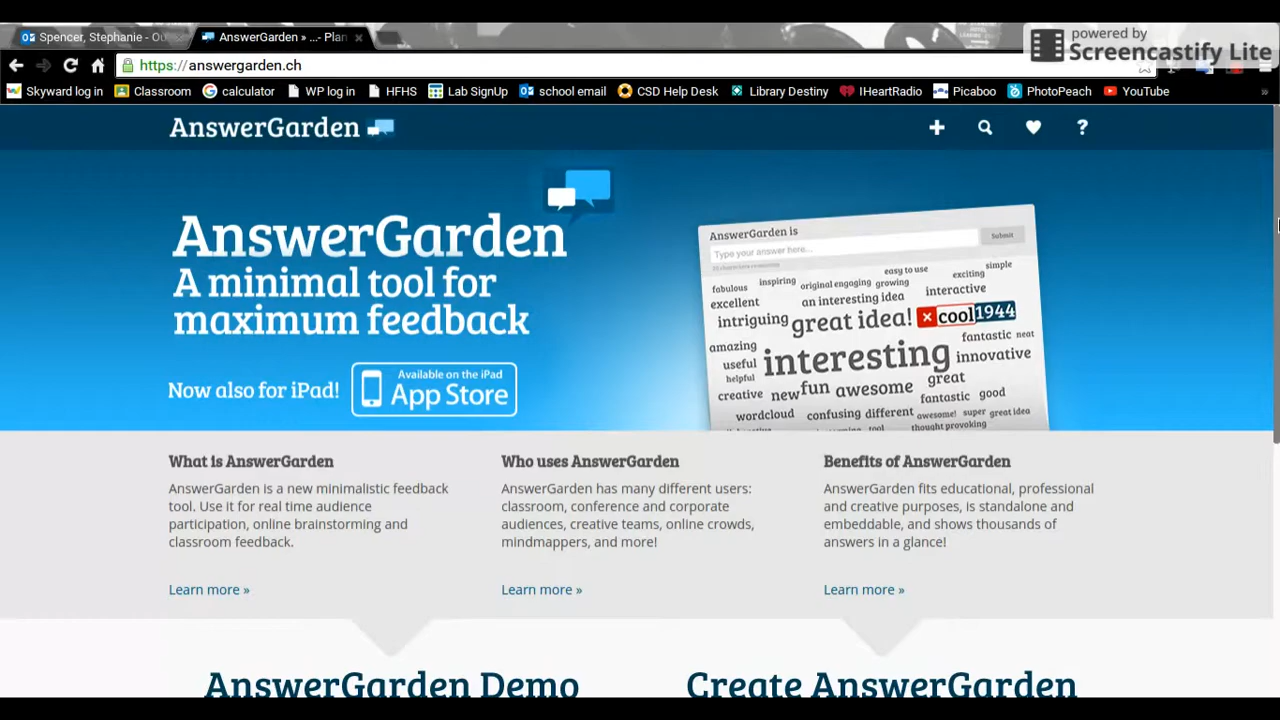 Spencer, Stephanie - Ou
AnswerGarden » ...- Plan
powered by
Screencastify Lite
https://answergarden.ch
Skyward log in Classroom calculator WP log in HFHS Lab SignUp school email CSD Help Desk Library Destiny IHeartRadio Picaboo PhotoPeach YouTube »
AnswerGarden
AnswerGarden
A minimal tool for
maximum feedback
Now also for iPad!
Available on the iPad
App Store
AnswerGarden is
Type your answer here...
Submit
fabulous inspiring original engaging growing easy to use exciting simple
excellent an interesting idea interactive
intriguing great idea! × cool 1944
amazing fantastic neat
useful interesting innovative
helpful
creative new fun awesome great fantastic good
wordcloud confusing different awesome! super great idea
tool thought provoking
What is AnswerGarden
AnswerGarden is a new minimalistic feedback
tool. Use it for real time audience
participation, online brainstorming and
classroom feedback.
Learn more »
Who uses AnswerGarden
AnswerGarden has many different users:
classroom, conference and corporate
audiences, creative teams, online crowds,
mindmappers, and more!
Learn more »
Benefits of AnswerGarden
AnswerGarden fits educational, professional
and creative purposes, is standalone and
embeddable, and shows thousands of
answers in a glance!
Learn more »
AnswerGarden Demo
Create AnswerGarden